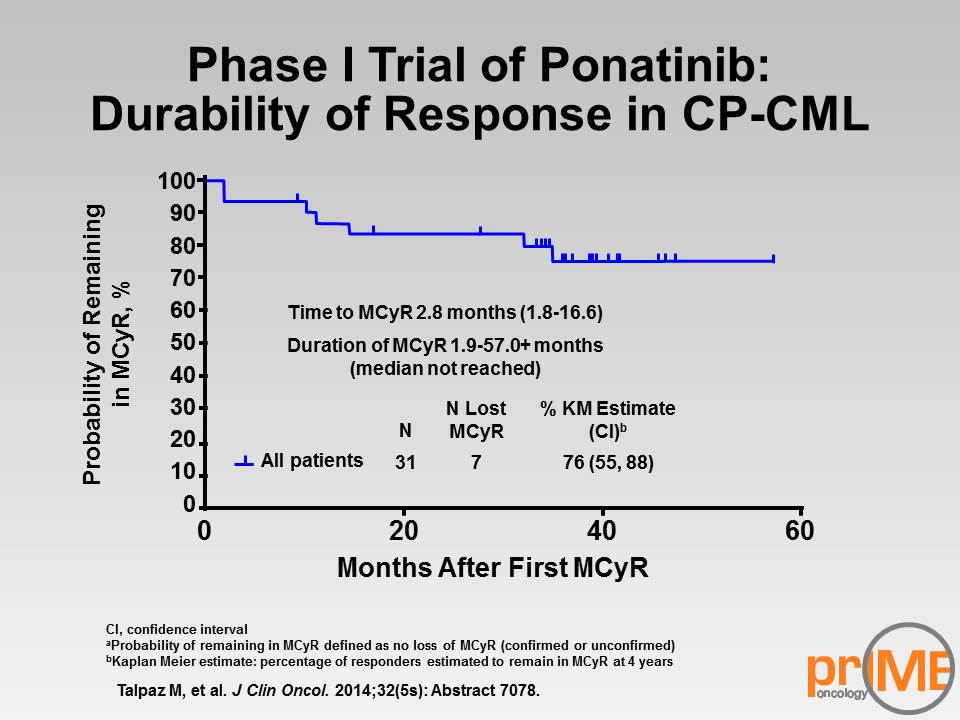 Phase I Trial of Ponatinib:
Durability of Response in CP-CML
Probability of Remaining
in MCyR, %
100
90
80
70
60
50
40
30
20
10
0
Time to MCyR 2.8 months (1.8-16.6)
Duration of MCyR 1.9-57.0+ months
(median not reached)
N
N Lost
MCyR
% KM Estimate
(CI)ᵇ
All patients 31 7 76 (55, 88)
0 20 40 60
Months After First MCyR
CI, confidence interval
ᵃProbability of remaining in MCyR defined as no loss of MCyR (confirmed or unconfirmed)
ᵇKaplan Meier estimate: percentage of responders estimated to remain in MCyR at 4 years
Talpaz M, et al. J Clin Oncol. 2014;32(5s): Abstract 7078.
prIME
oncology